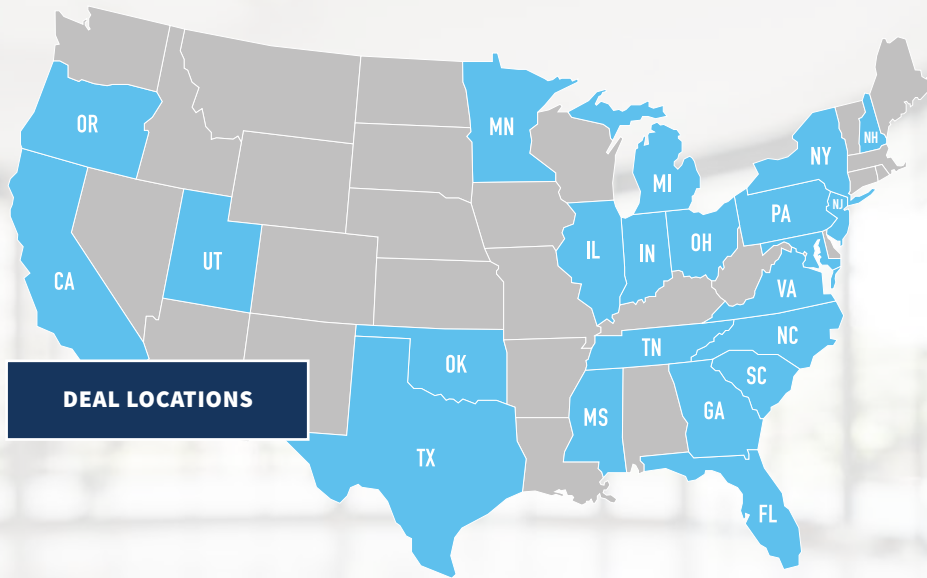 OR
MN
NH
NY
MI
NJ
PA
IL
IN
OH
UT
CA
VA
NC
TN
OK
SC
DEAL LOCATIONS
MS
GA
TX
FL